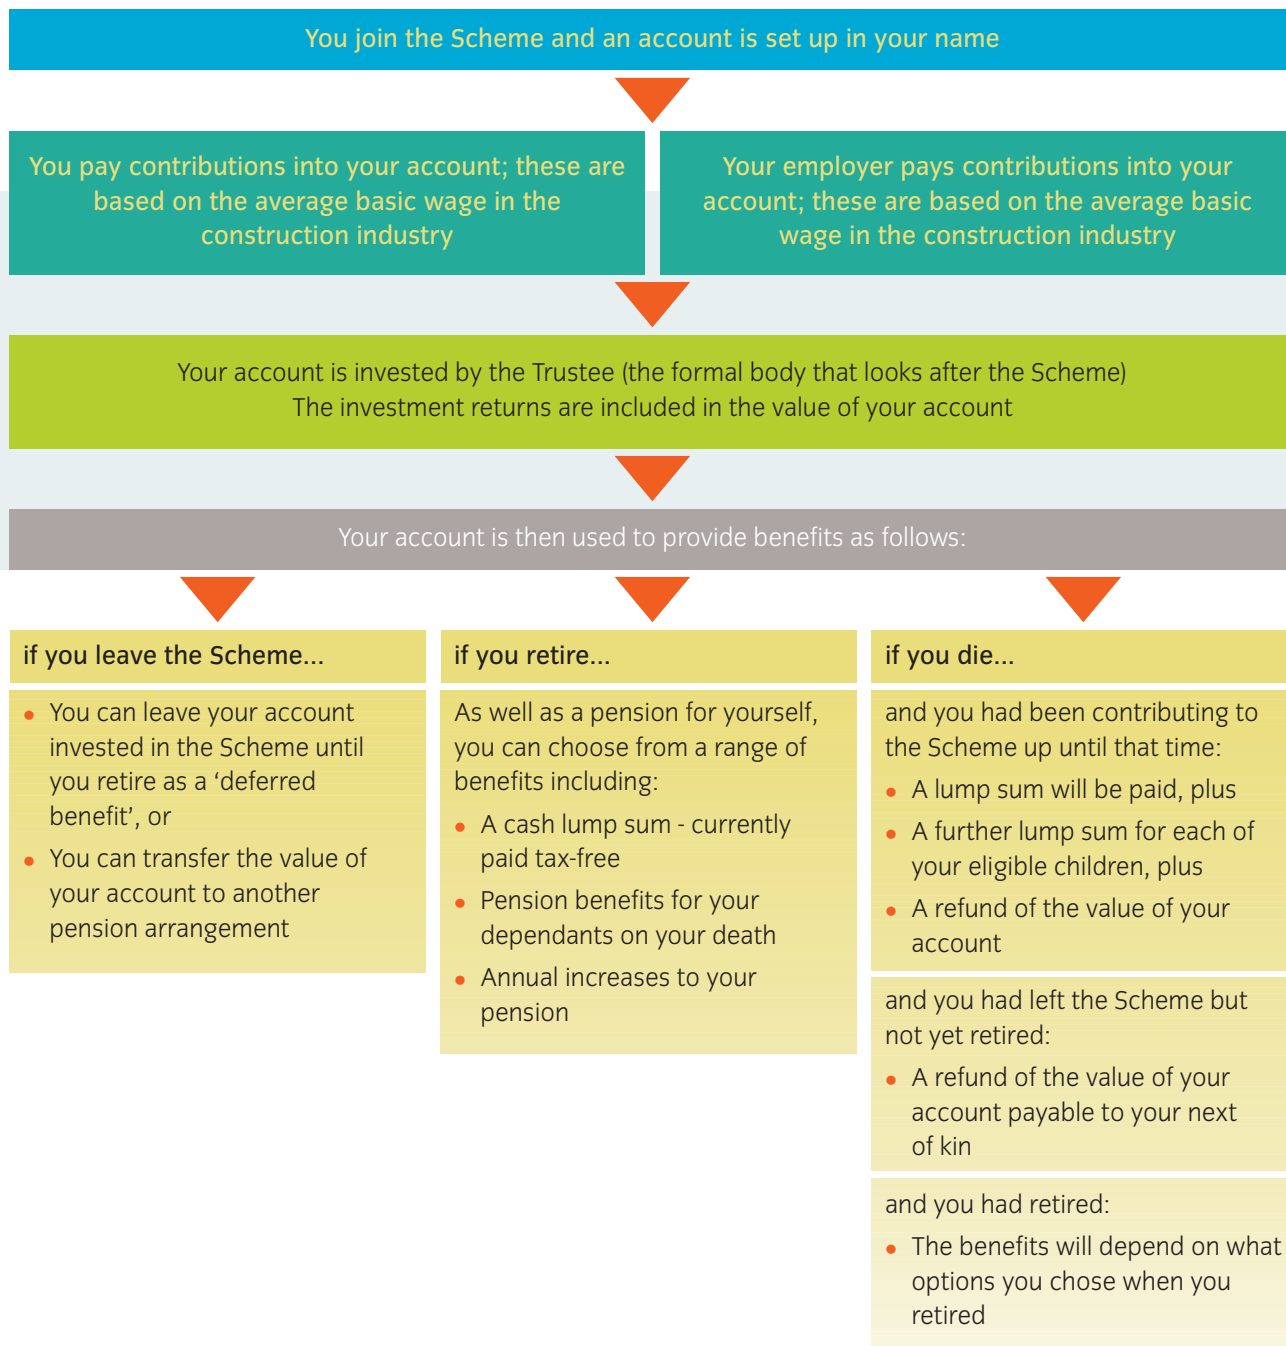 You join the Scheme and an account is set up in your name
You pay contributions into your account; these are
based on the average basic wage in the
construction industry
Your employer pays contributions into your
account; these are based on the average basic
wage in the construction industry
Your account is invested by the Trustee (the formal body that looks after the Scheme)
The investment returns are included in the value of your account
Your account is then used to provide benefits as follows:
if you leave the Scheme...
• You can leave your account
invested in the Scheme until
you retire as a ‘deferred
benefit’, or
• You can transfer the value of
your account to another
pension arrangement
if you retire...
As well as a pension for yourself,
you can choose from a range of
benefits including:
• A cash lump sum - currently
paid tax-free
• Pension benefits for your
dependants on your death
• Annual increases to your
pension
if you die...
and you had been contributing to
the Scheme up until that time:
• A lump sum will be paid, plus
• A further lump sum for each of
your eligible children, plus
• A refund of the value of your
account
and you had left the Scheme but
not yet retired:
• A refund of the value of your
account payable to your next
of kin
and you had retired:
• The benefits will depend on what
options you chose when you
retired